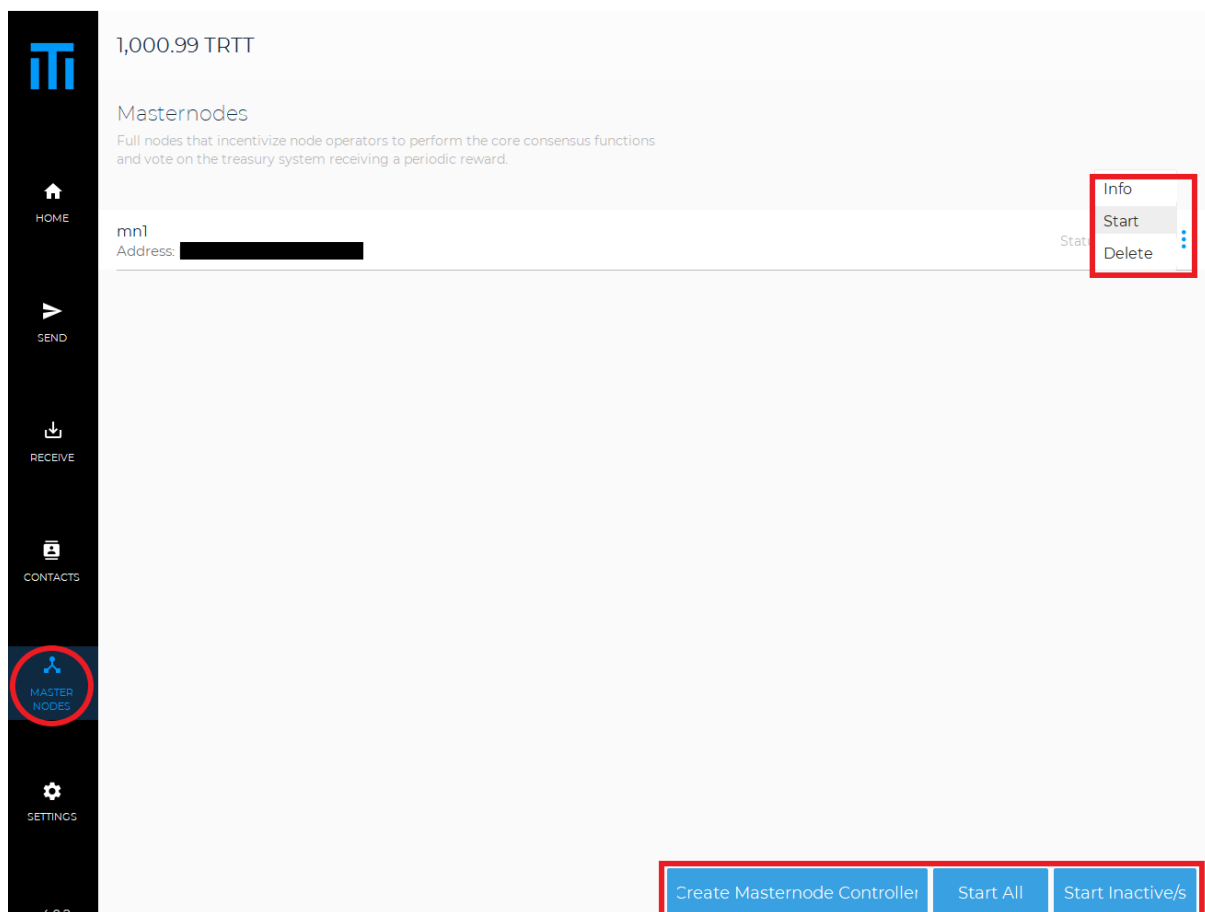 1,000.99 TRTT
Masternodes
Full nodes that incentivize node operators to perform the core consensus functions
and vote on the treasury system receiving a periodic reward.
HOME
mn1
Address:
Info
Start
Delete
SEND
RECEIVE
CONTACTS
MASTER
NODES
SETTINGS
Create Masternode Controller
Start All
Start Inactive/s